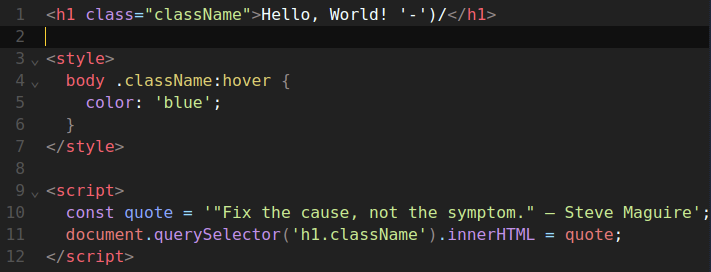 1 <h1 class="className">Hello, World! '-')/</h1>
2
3 <style>
4   body .className:hover {
5     color: 'blue';
6   }
7 </style>
8
9 <script>
10   const quote = '"Fix the cause, not the symptom." – Steve Maguire';
11   document.querySelector('h1.className').innerHTML = quote;
12 </script>